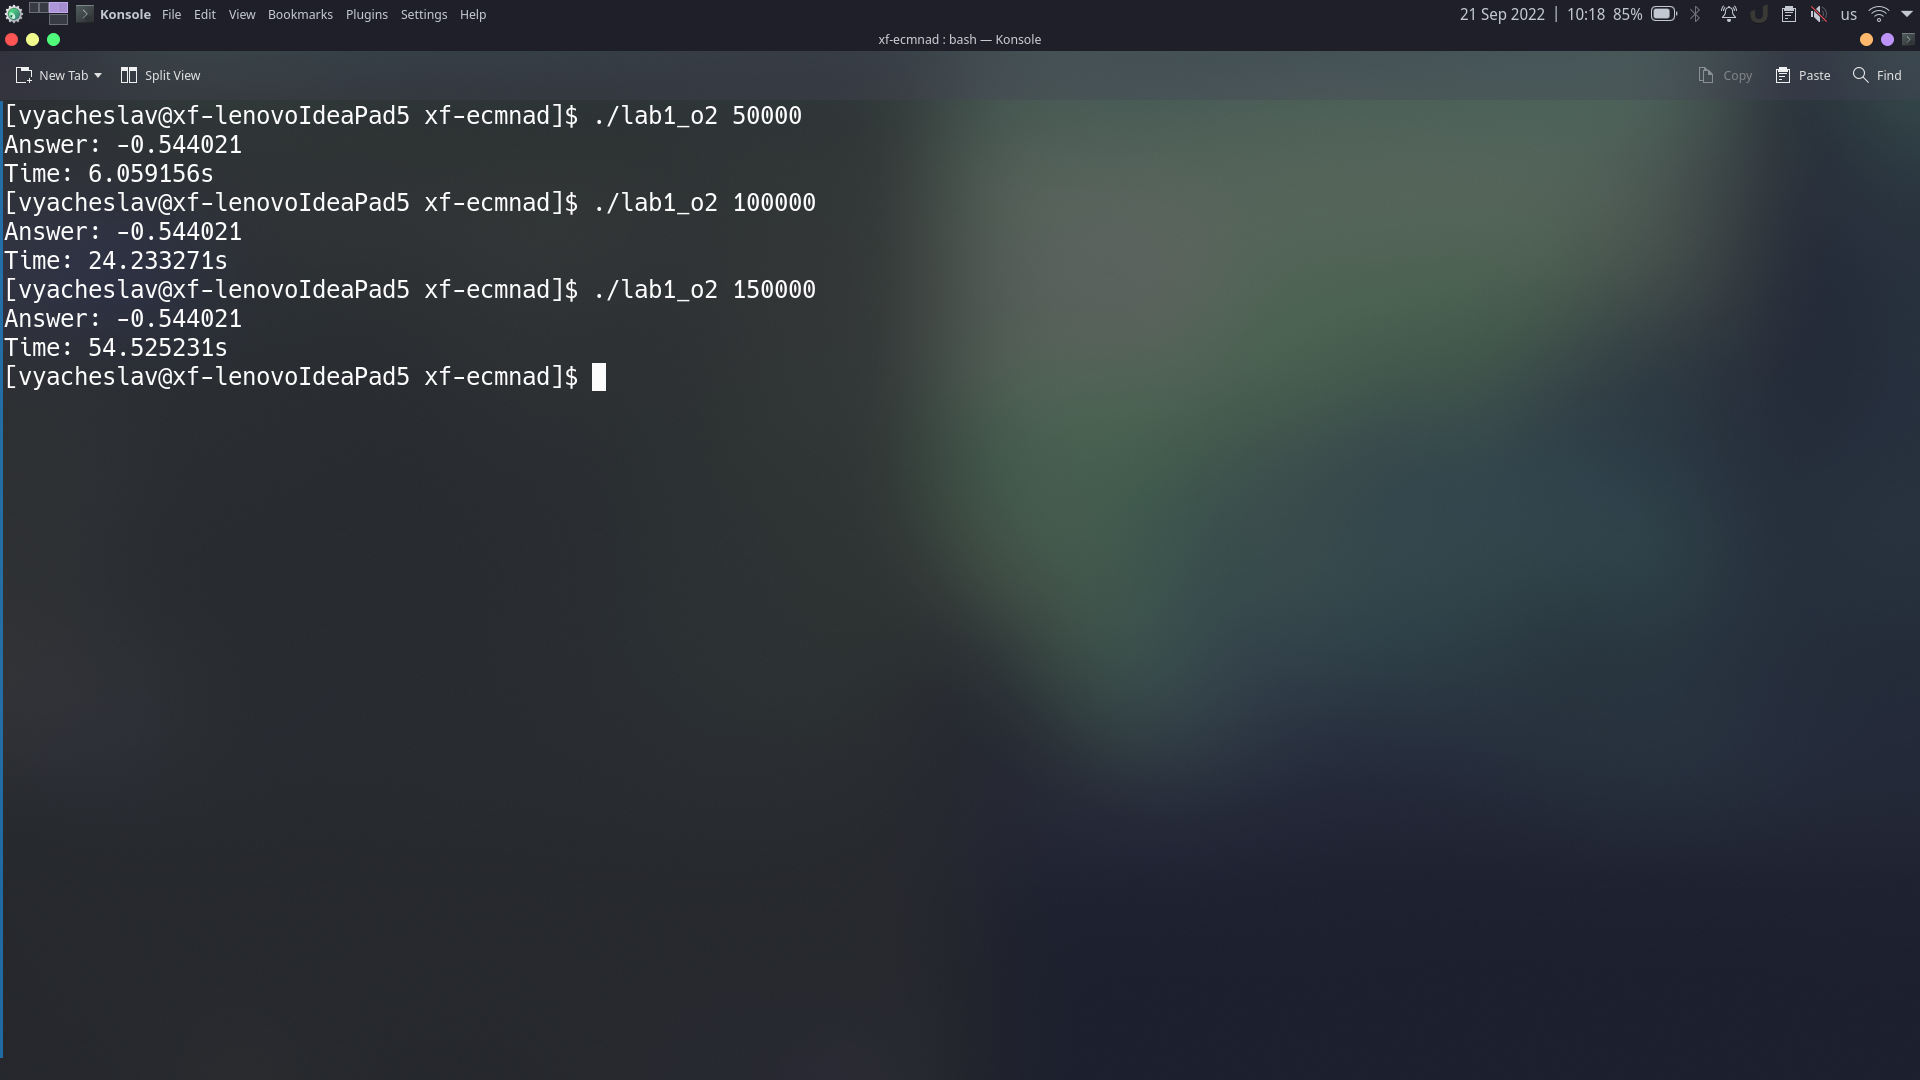 Konsole File Edit View Bookmarks Plugins Settings Help 21 Sep 2022 | 10:18 85% us
xf-ecmnad : bash — Konsole
New Tab Split View Copy Paste Find
[vyacheslav@xf-lenovoIdeaPad5 xf-ecmnad]$ ./lab1_o2 50000
Answer: -0.544021
Time: 6.059156s
[vyacheslav@xf-lenovoIdeaPad5 xf-ecmnad]$ ./lab1_o2 100000
Answer: -0.544021
Time: 24.233271s
[vyacheslav@xf-lenovoIdeaPad5 xf-ecmnad]$ ./lab1_o2 150000
Answer: -0.544021
Time: 54.525231s
[vyacheslav@xf-lenovoIdeaPad5 xf-ecmnad]$